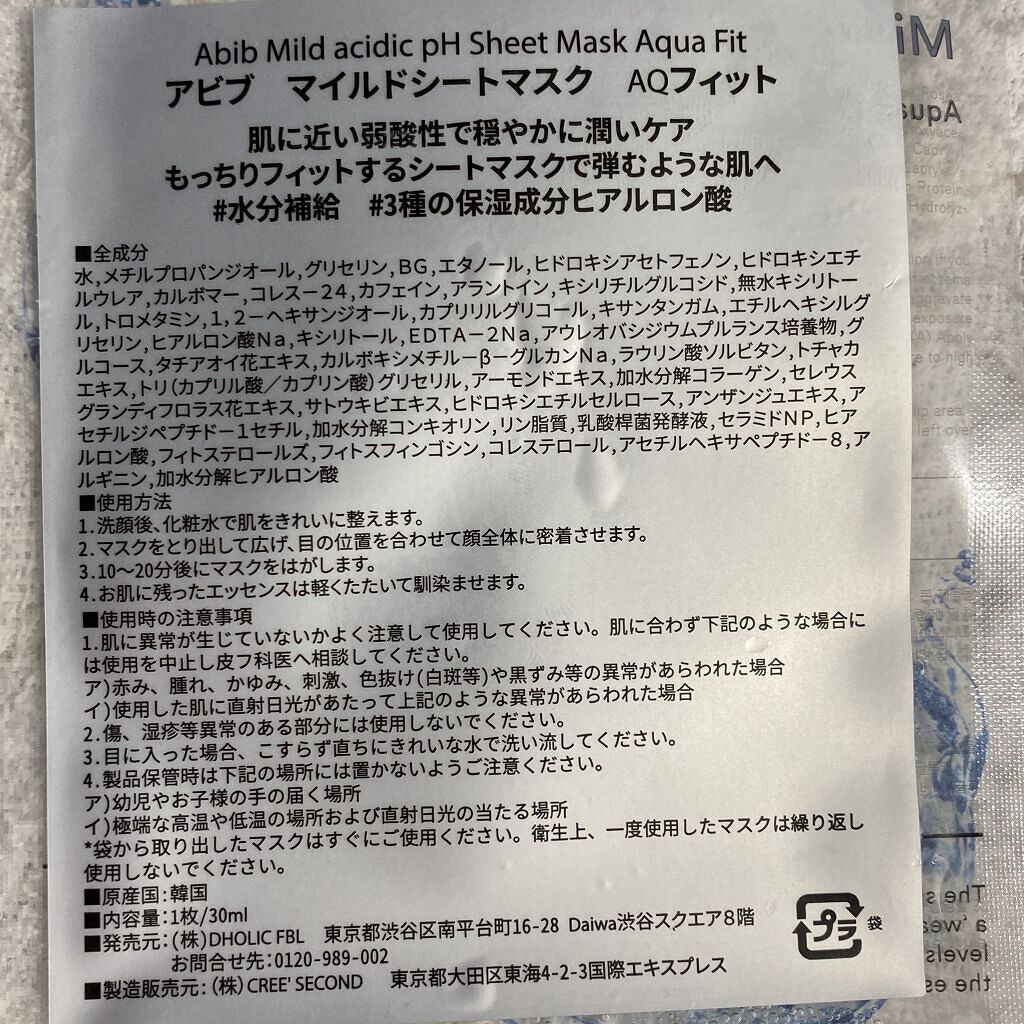 Abib Mild acidic pH Sheet Mask Aqua Fit
アビブ　マイルドシートマスク　AQフィット
肌に近い弱酸性で穏やかに潤いケア
もっちりフィットするシートマスクで弾むような肌へ
#水分補給　#3種の保湿成分ヒアルロン酸
■全成分
水,メチルプロパンジオール,グリセリン,BG,エタノール,ヒドロキシアセトフェノン,ヒドロキシエチ
ルウレア,カルボマー,コレス－24,カフェイン,アラントイン,キシリチルグルコシド,無水キシリトー
ル,トロメタミン,1,2－ヘキサンジオール,カプリリルグリコール,キサンタンガム,エチルヘキシルグ
リセリン,ヒアルロン酸Na,キシリトール,EDTA－2Na,アウレオバシジウムプルランス培養物,グ
ルコース,タチアオイ花エキス,カルボキシメチル－β－グルカンNa,ラウリン酸ソルビタン,トチャカ
エキス,トリ(カプリル酸／カプリン酸)グリセリル,アーモンドエキス,加水分解コラーゲン,セレウス
グランディフロラス花エキス,サトウキビエキス,ヒドロキシエチルセルロース,アンザンジュエキス,ア
セチルジペプチド－1セチル,加水分解コンキオリン,リン脂質,乳酸桿菌発酵液,セラミドNP,ヒア
ルロン酸,フィトステロールズ,フィトスフィンゴシン,コレステロール,アセチルヘキサペプチド－8,ア
ルギニン,加水分解ヒアルロン酸
■使用方法
1.洗顔後、化粧水で肌をきれいに整えます。
2.マスクをとり出して広げ、目の位置を合わせて顔全体に密着させます。
3.10～20分後にマスクをはがします。
4.お肌に残ったエッセンスは軽くたたいて馴染ませます。
■使用時の注意事項
1.肌に異常が生じていないかよく注意して使用してください。肌に合わず下記のような場合に
は使用を中止し皮フ科医へ相談してください。
ア)赤み、腫れ、かゆみ、刺激、色抜け(白斑等)や黒ずみ等の異常があらわれた場合
イ)使用した肌に直射日光があたって上記のような異常があらわれた場合
2.傷、湿疹等異常のある部分には使用しないでください。
3.目に入った場合、こすらず直ちにきれいな水で洗い流してください。
4.製品保管時は下記の場所には置かないようご注意ください。
ア)幼児やお子様の手の届く場所
イ)極端な高温や低温の場所および直射日光の当たる場所
*袋から取り出したマスクはすぐにご使用ください。衛生上、一度使用したマスクは繰り返し
使用しないでください。
■原産国:韓国
■内容量:1枚/30ml
■発売元:(株)DHOLIC FBL　東京都渋谷区南平台町16-28 Daiwa渋谷スクエア8階
お問合せ先:0120-989-002
■製造販売元:(株)CREE' SECOND　東京都大田区東海4-2-3国際エキスプレス
プラ
袋